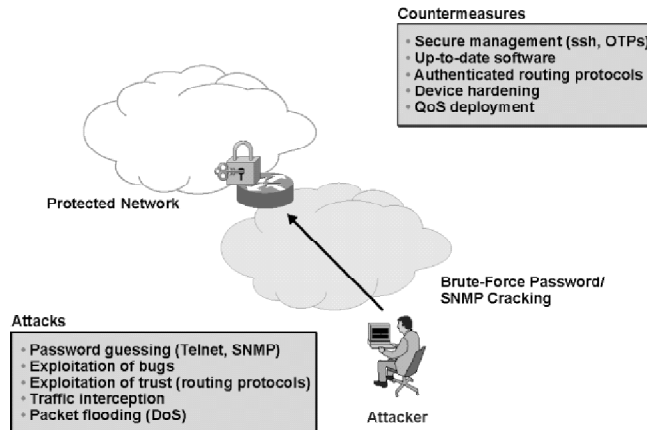 Countermeasures
• Secure management (ssh, OTPs)
• Up-to-date software
• Authenticated routing protocols
• Device hardening
• QoS deployment
Protected Network
Brute-Force Password/
SNMP Cracking
Attacks
• Password guessing (Telnet, SNMP)
• Exploitation of bugs
• Exploitation of trust (routing protocols)
• Traffic interception
• Packet flooding (DoS)
Attacker